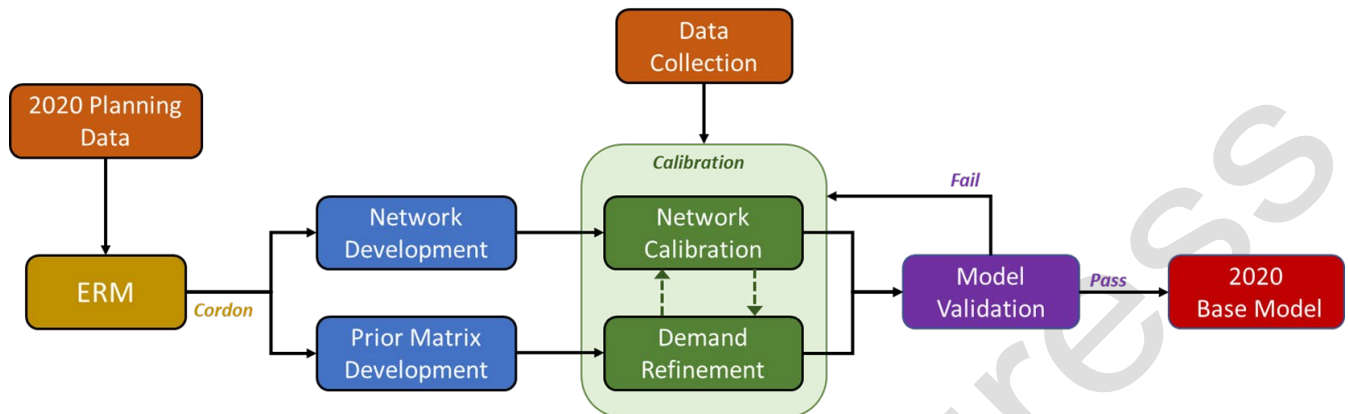 Data
Collection
2020 Planning
Data
Calibration
Fail
Network
Development
Network
Calibration
ERM
Cordon
Model
Validation
Pass
2020
Base Model
Prior Matrix
Development
Demand
Refinement
ress